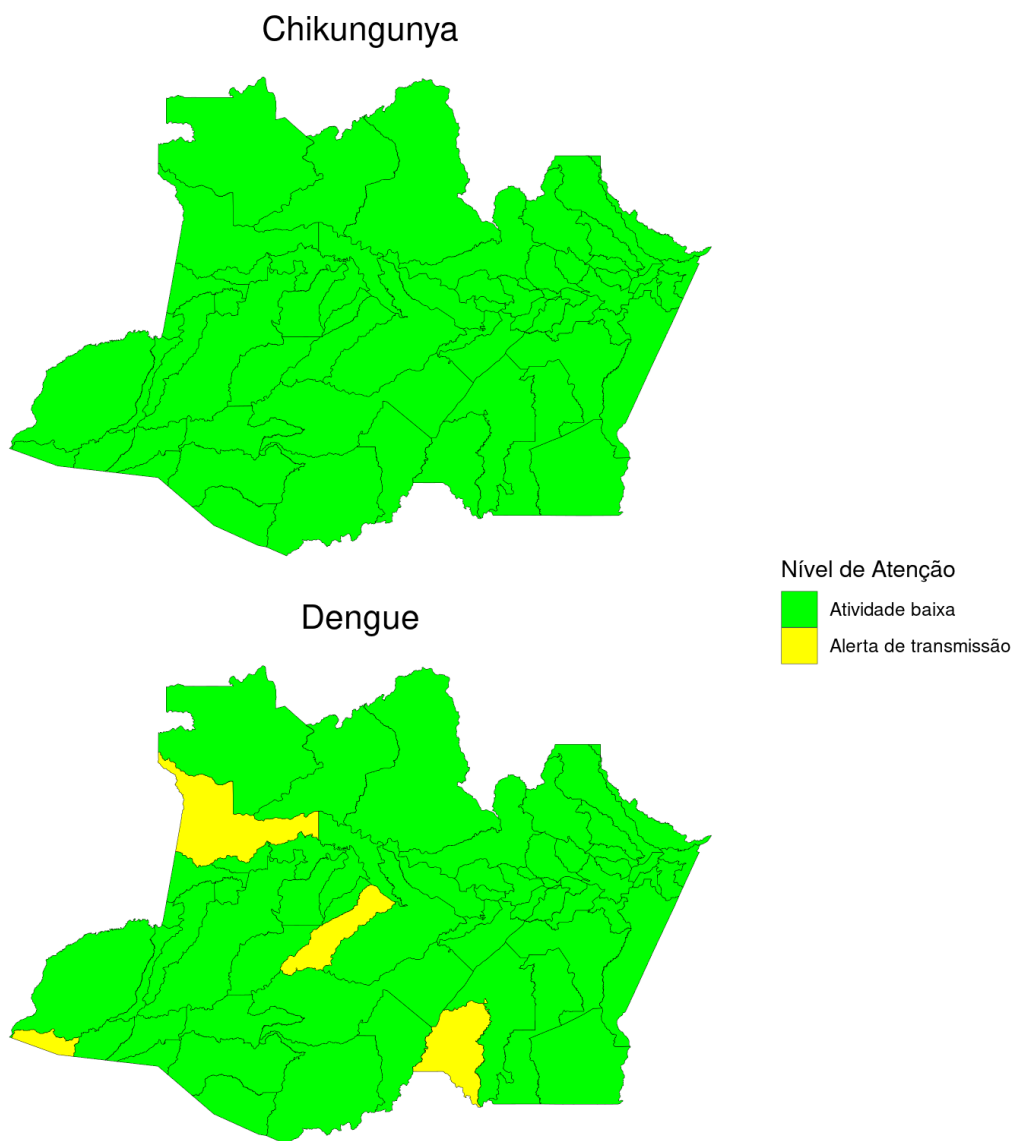 Chikungunya
Nível de Atenção
Atividade baixa
Alerta de transmissão
Dengue